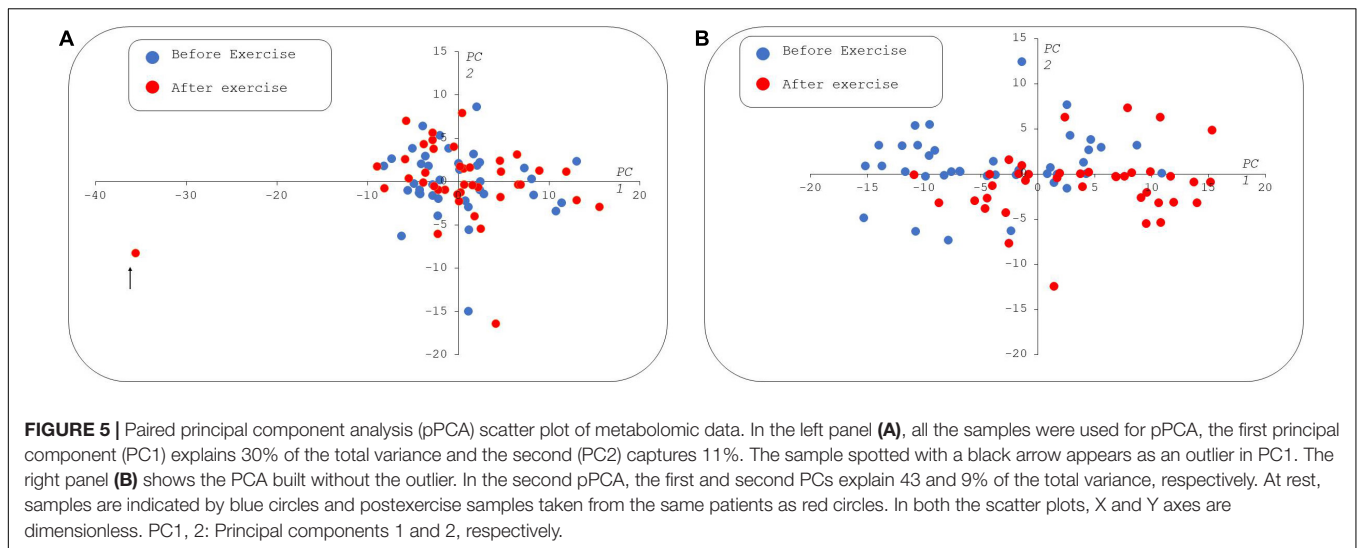 A
Before Exercise
After exercise
15
PC
2
10
5
0
-5
-10
-15
-20
-40 -30 -20 -10 0 10 20
PC
1
B
Before Exercise
After exercise
15
PC
2
10
5
0
-5
-10
-15
-20
-20 -15 -10 -5 0 5 10 15 20
PC
1
FIGURE 5 | Paired principal component analysis (pPCA) scatter plot of metabolomic data. In the left panel (A), all the samples were used for pPCA, the first principal
component (PC1) explains 30% of the total variance and the second (PC2) captures 11%. The sample spotted with a black arrow appears as an outlier in PC1. The
right panel (B) shows the PCA built without the outlier. In the second pPCA, the first and second PCs explain 43 and 9% of the total variance, respectively. At rest,
samples are indicated by blue circles and postexercise samples taken from the same patients as red circles. In both the scatter plots, X and Y axes are
dimensionless. PC1, 2: Principal components 1 and 2, respectively.